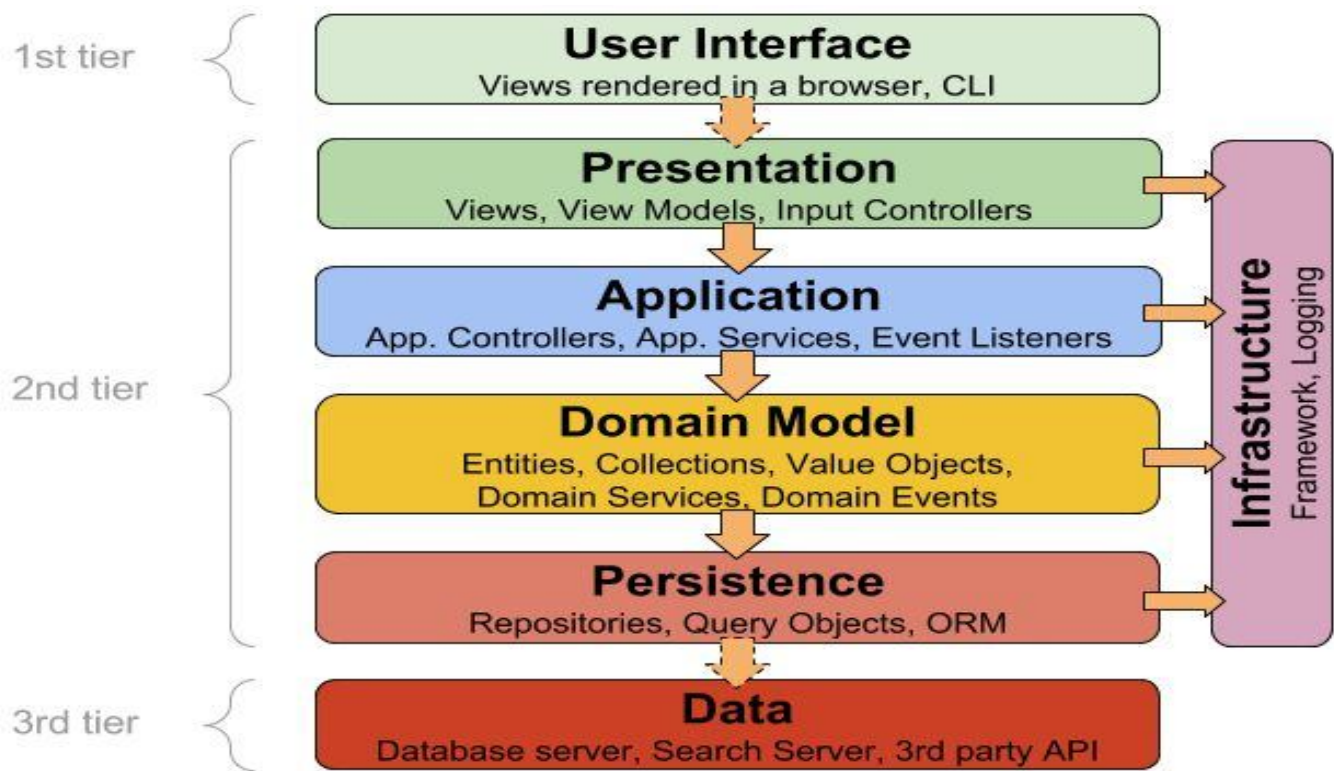 1st tier
User Interface
Views rendered in a browser, CLI
2nd tier
Presentation
Views, View Models, Input Controllers
Application
App. Controllers, App. Services, Event Listeners
Domain Model
Entities, Collections, Value Objects,
Domain Services, Domain Events
Persistence
Repositories, Query Objects, ORM
Infrastructure
Framework, Logging
3rd tier
Data
Database server, Search Server, 3rd party API